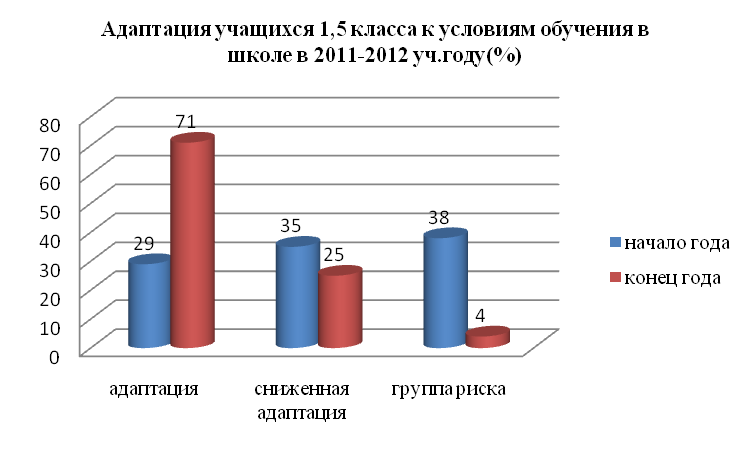 Адаптация учащихся 1,5 класса к условиям обучения в
школе в 2011-2012 уч.году(%)
80
70
60
50
40
30
20
10
0
29
71
35
25
38
4
адаптация
сниженная
адаптация
группа риска
начало года
конец года